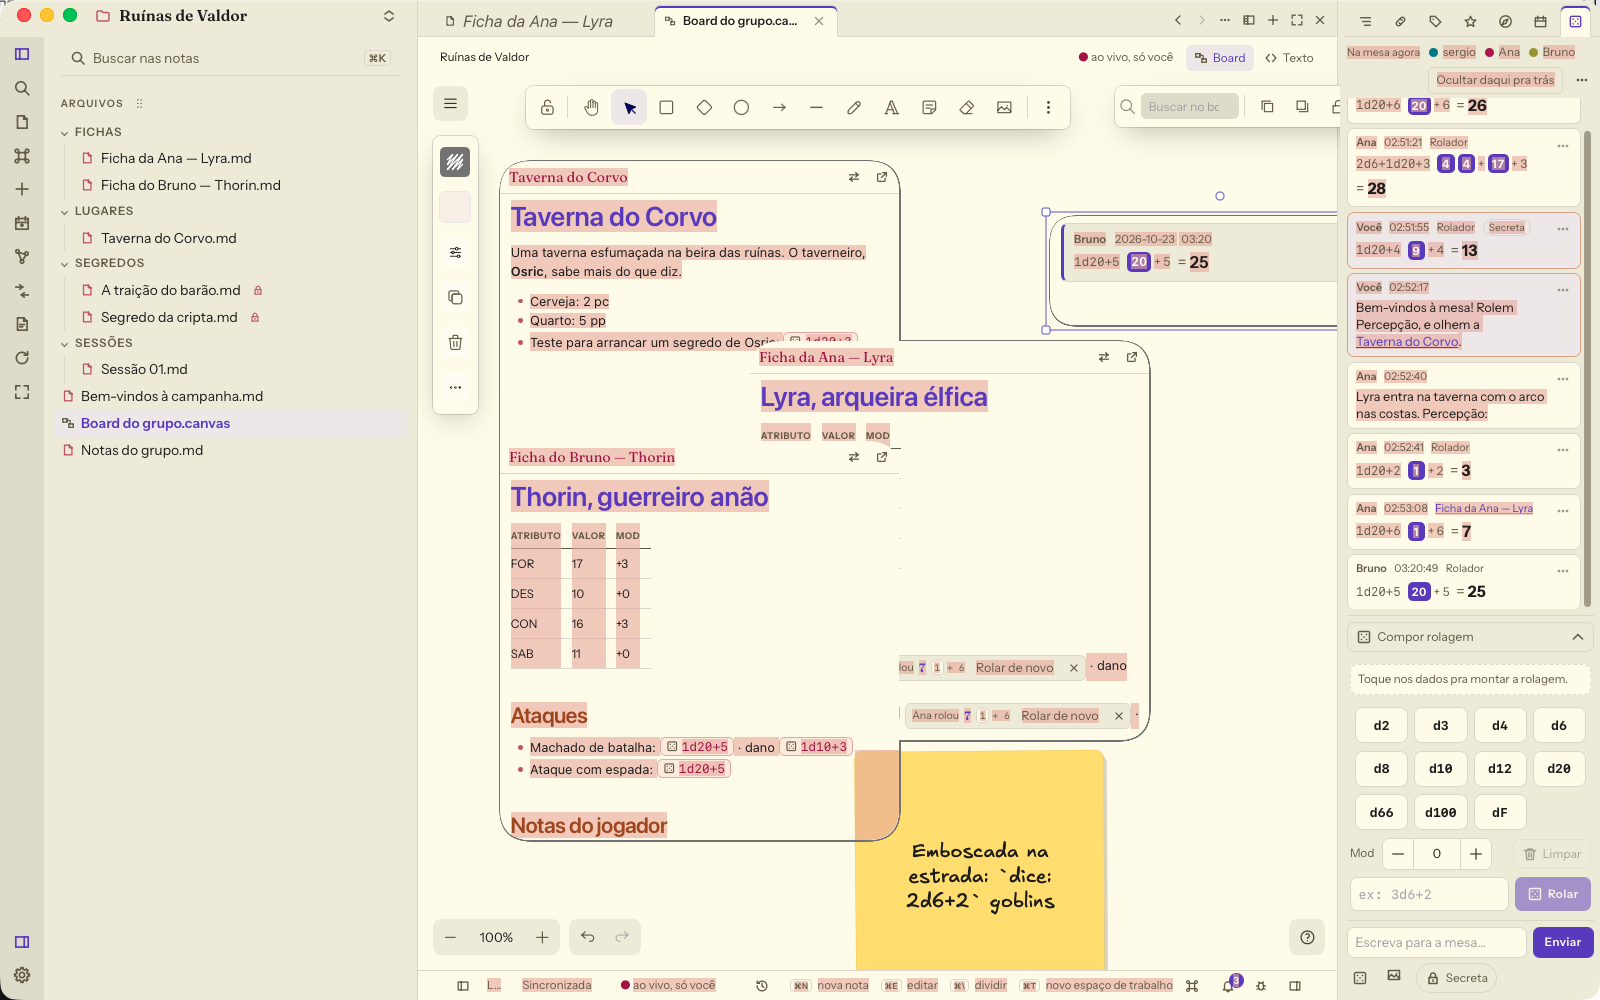 Ruínas de Valdor
Buscar nas notas
⌘K
ARQUIVOS
FICHAS
Ficha da Ana — Lyra.md
Ficha do Bruno — Thorin.md
LUGARES
Taverna do Corvo.md
SEGREDOS
A traição do barão.md
Segredo da cripta.md
SESSÕES
Sessão 01.md
Bem-vindos à campanha.md
Board do grupo.canvas
Notas do grupo.md
Ficha da Ana — Lyra
Board do grupo.ca...
Ruínas de Valdor
ao vivo, só você
Board
Texto
Buscar no bo
Taverna do Corvo
Taverna do Corvo
Uma taverna esfumaçada na beira das ruínas. O taverneiro,
Osric, sabe mais do que diz.
Cerveja: 2 pc
Quarto: 5 pp
Teste para arrancar um segredo de Osric:
Bruno 2026-10-23 03:20
1d20+5 20 + 5 = 25
Ficha da Ana — Lyra
Lyra, arqueira élfica
ATRIBUTO VALOR MOD
Ficha do Bruno — Thorin
Thorin, guerreiro anão
ATRIBUTO VALOR MOD
FOR 17 +3
DES 10 +0
CON 16 +3
SAB 11 +0
Ataques
Machado de batalha: 1d20+5 · dano 1d10+3
Ataque com espada: 1d20+5
Notas do jogador
lou 7 1 + 6 Rolar de novo × · dano
Ana rolou 7 1 + 6 Rolar de novo × ·
Emboscada na
estrada: `dice:
2d6+2` goblins
100%
L...
Sincronizada
ao vivo, só você
⌘N nova nota
⌘E editar
⌘\ dividir
⌘T novo espaço de trabalho
3
Na mesa agora sergio Ana Bruno
Ocultar daqui pra trás
1d20+6 20 + 6 = 26
Ana 02:51:21 Rolador
2d6+1d20+3 4 4 + 17 + 3
= 28
Você 02:51:55 Rolador Secreta
1d20+4 9 + 4 = 13
Você 02:52:17
Bem-vindos à mesa! Rolem
Percepção, e olhem a
Taverna do Corvo.
Ana 02:52:40
Lyra entra na taverna com o arco
nas costas. Percepção:
Ana 02:52:41 Rolador
1d20+2 1 + 2 = 3
Ana 02:53:08 Ficha da Ana — Lyra
1d20+6 1 + 6 = 7
Bruno 03:20:49 Rolador
1d20+5 20 + 5 = 25
Compor rolagem
Toque nos dados pra montar a rolagem.
d2 d3 d4 d6
d8 d10 d12 d20
d66 d100 dF
Mod − 0 + Limpar
ex: 3d6+2
Rolar
Escreva para a mesa...
Enviar
Secreta